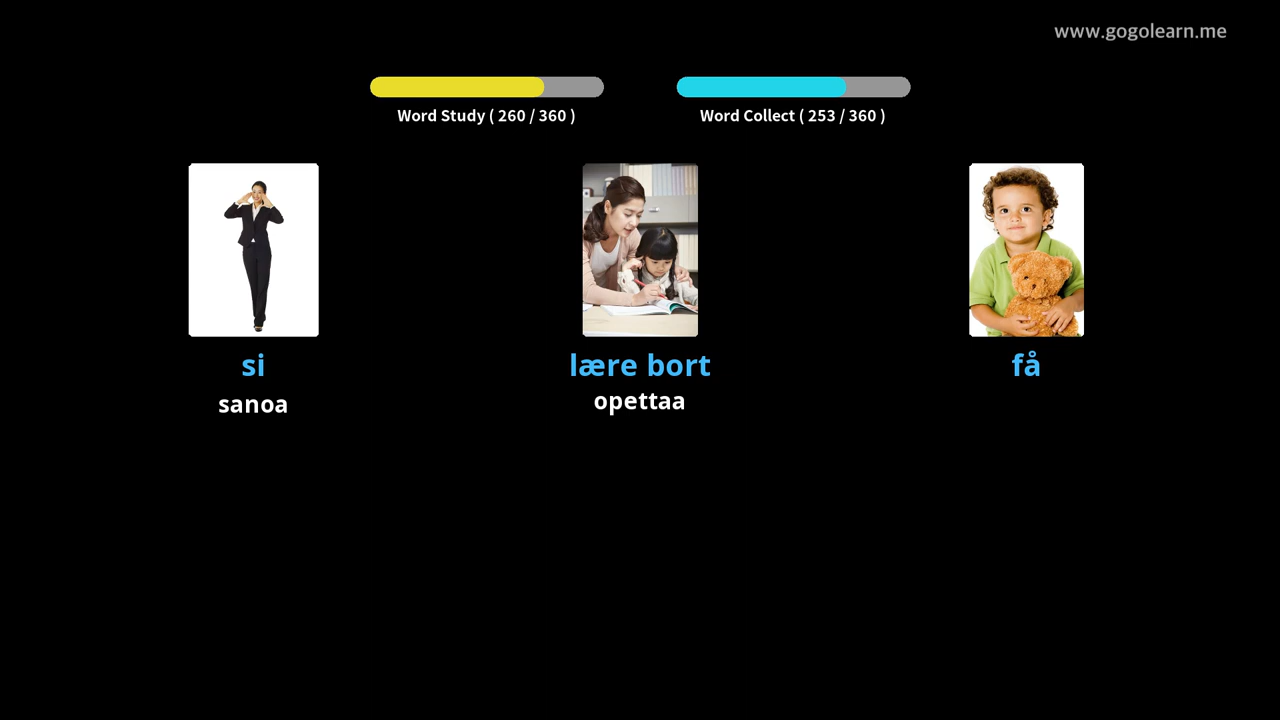 www.gogolearn.me
Word Study ( 260 / 360 )
Word Collect ( 253 / 360 )
si
lære bort
få
sanoa
opettaa